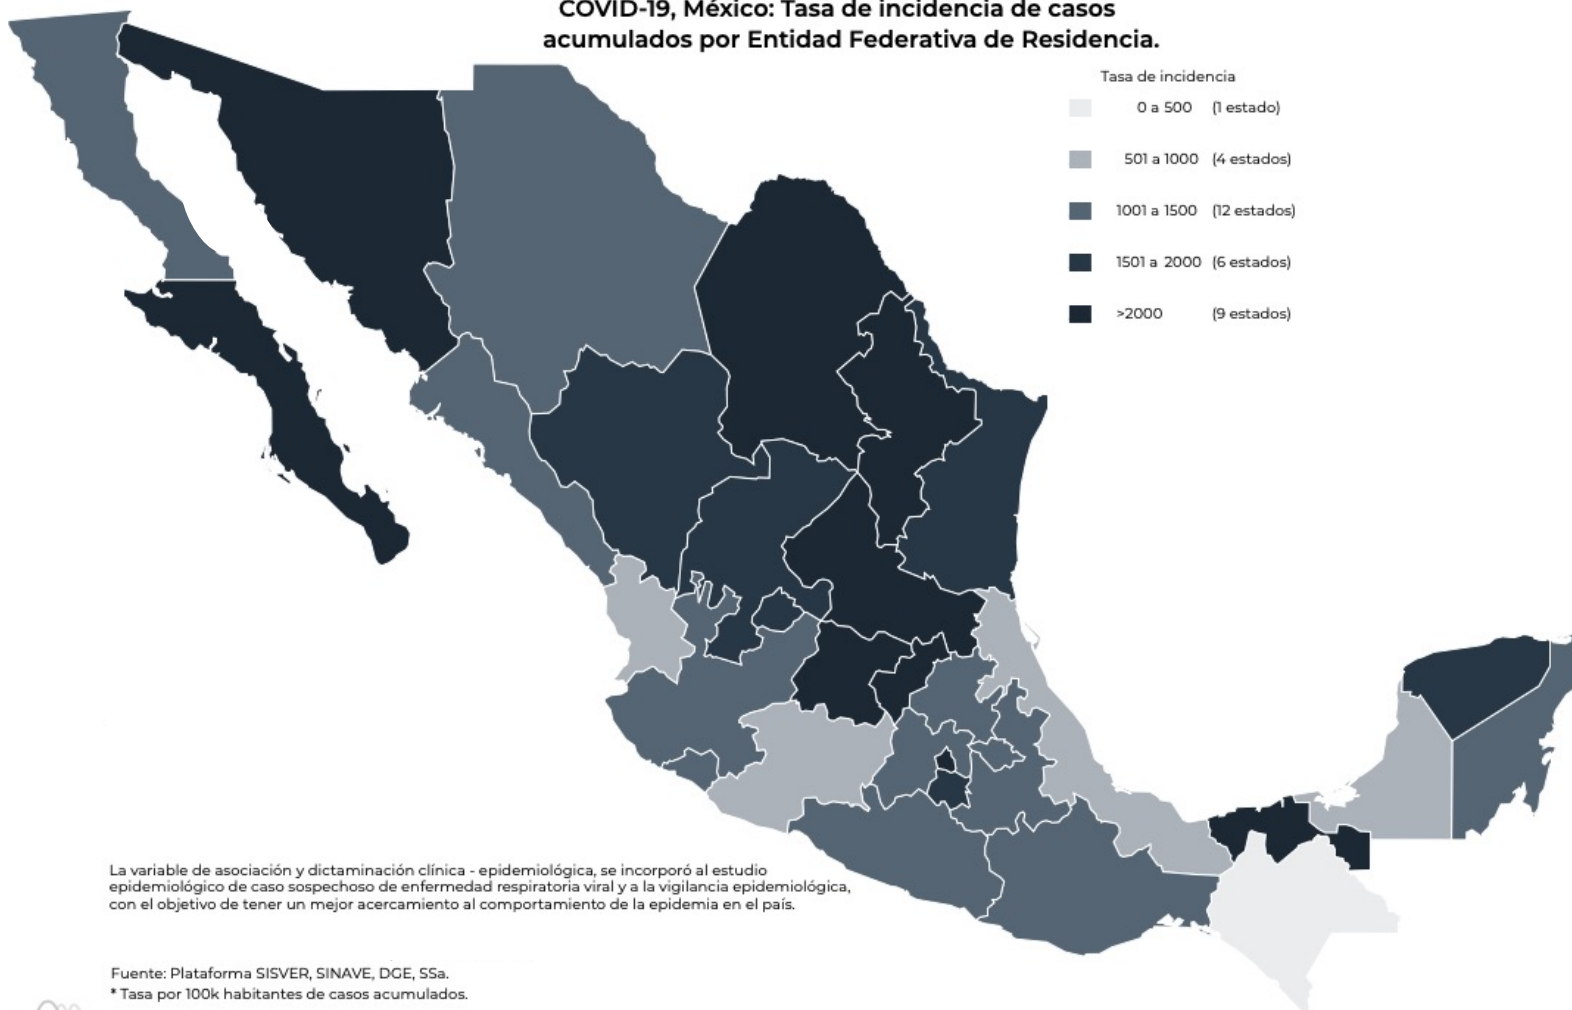 COVID-19, México: Tasa de incidencia de casos
acumulados por Entidad Federativa de Residencia.
Tasa de incidencia
0 a 500 (1 estado)
501 a 1000 (4 estados)
1001 a 1500 (12 estados)
1501 a 2000 (6 estados)
>2000 (9 estados)
La variable de asociación y dictaminación clínica - epidemiológica, se incorporó al estudio
epidemiológico de caso sospechoso de enfermedad respiratoria viral y a la vigilancia epidemiológica,
con el objetivo de tener un mejor acercamiento al comportamiento de la epidemia en el país.
Fuente: Plataforma SISVER, SINAVE, DGE, SSa.
* Tasa por 100k habitantes de casos acumulados.